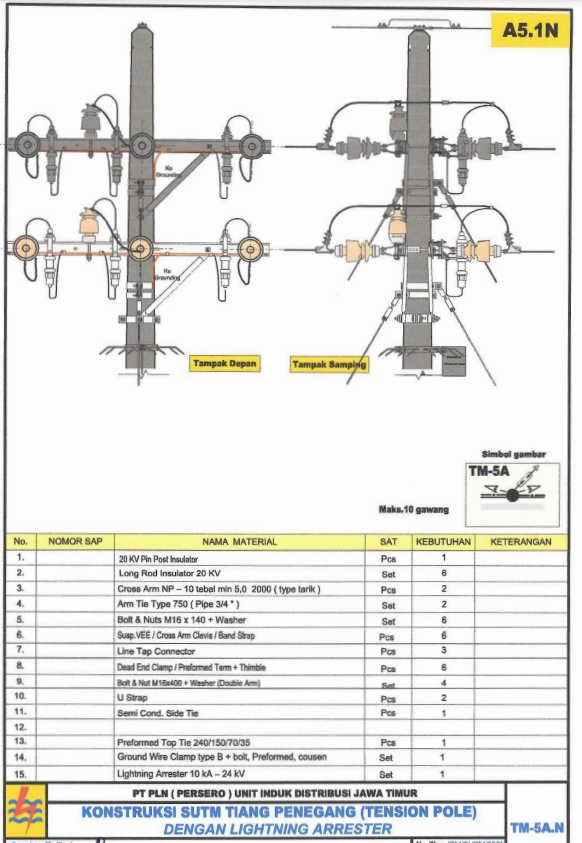 A5.1N
Ke
Grounding
Ke
Grounding
Tampak Depan
Tampak Samping
Simbol gambar
TM-5A
Maks.10 gawang
No. NOMOR SAP NAMA MATERIAL SAT KEBUTUHAN KETERANGAN
1. 20 KV Pin Post Insulator Pcs 1
2. Long Rod Insulator 20 KV Set 6
3. Cross Arm NP – 10 tebal min 5,0 2000 ( type tarik ) Pcs 2
4. Arm Tie Type 750 ( Pipe 3/4 " ) Set 2
5. Bolt & Nuts M16 x 140 + Washer Set 6
6. Susp.VEE / Cross Arm Clevis / Band Strap Pcs 6
7. Line Tap Connector Pcs 3
8. Dead End Clamp / Preformed Term + Thimble Pcs 6
9. Bolt & Nut M16x400 + Washer (Double Arm) Set 4
10. U Strap Pcs 2
11. Semi Cond. Side Tie Pcs 1
12.
13. Preformed Top Tie 240/150/70/35 Pcs 1
14. Ground Wire Clamp type B + bolt, Preformed, cousen Set 1
15. Lightning Arrester 10 kA – 24 kV Set 1
PT PLN ( PERSERO ) UNIT INDUK DISTRIBUSI JAWA TIMUR
KONSTRUKSI SUTM TIANG PENEGANG (TENSION POLE)
DENGAN LIGHTNING ARRESTER
TM-5A.N